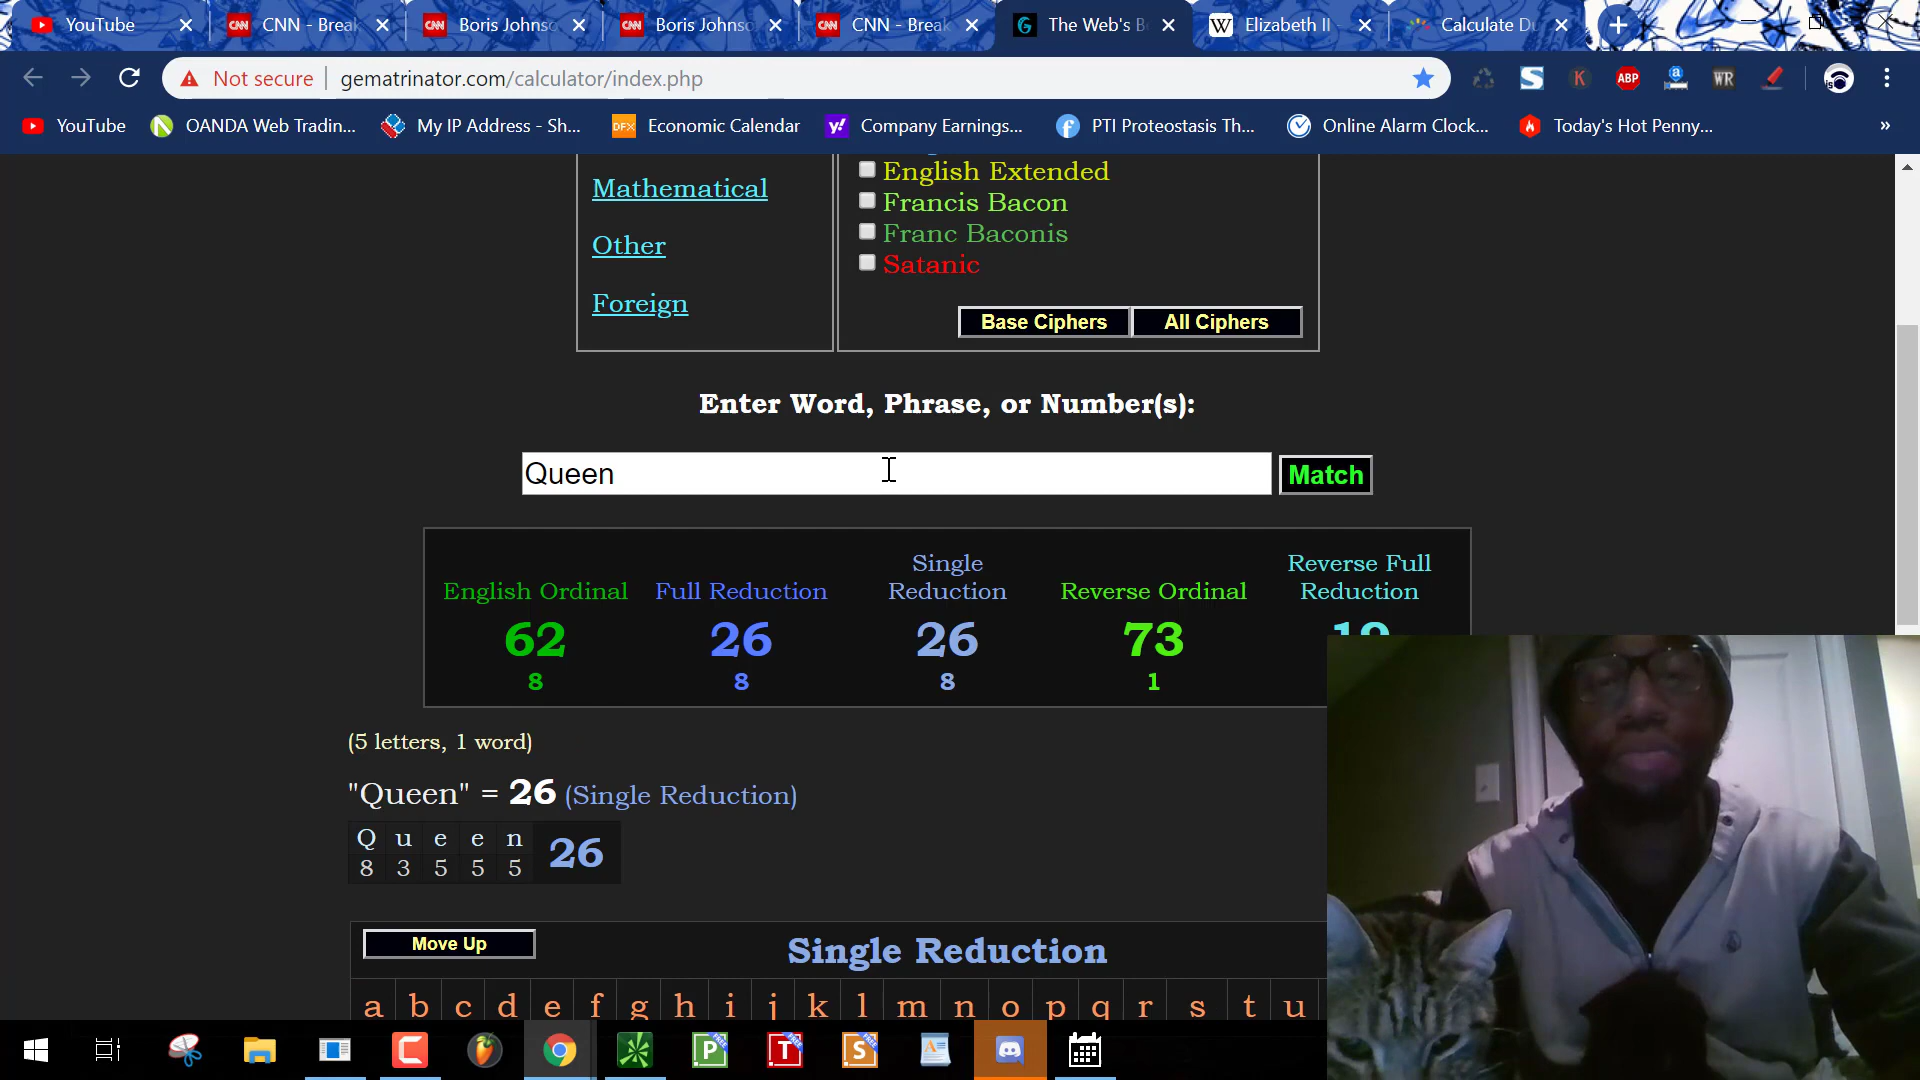 YouTube
CNN - Break
Boris Johnso
Boris Johnso
CNN - Break
The Web's B
Elizabeth II -
Calculate Du
Not secure
gematrinator.com/calculator/index.php
ABP
WR
YouTube
OANDA Web Tradin...
My IP Address - Sh...
Economic Calendar
Company Earnings...
PTI Proteostasis Th...
Online Alarm Clock...
Today's Hot Penny...
»
Mathematical
Other
Foreign
English Extended
Francis Bacon
Franc Baconis
Satanic
Base Ciphers
All Ciphers
Enter Word, Phrase, or Number(s):
Queen
Match
English Ordinal
Full Reduction
Single
Reduction
Reverse Ordinal
Reverse Full
Reduction
62 26 26 73 19
8 8 8 1
(5 letters, 1 word)
"Queen" = 26 (Single Reduction)
Q u e e n
8 3 5 5 5
26
Move Up
Single Reduction
a b c d e f g h i j k l m n o p q r s t u